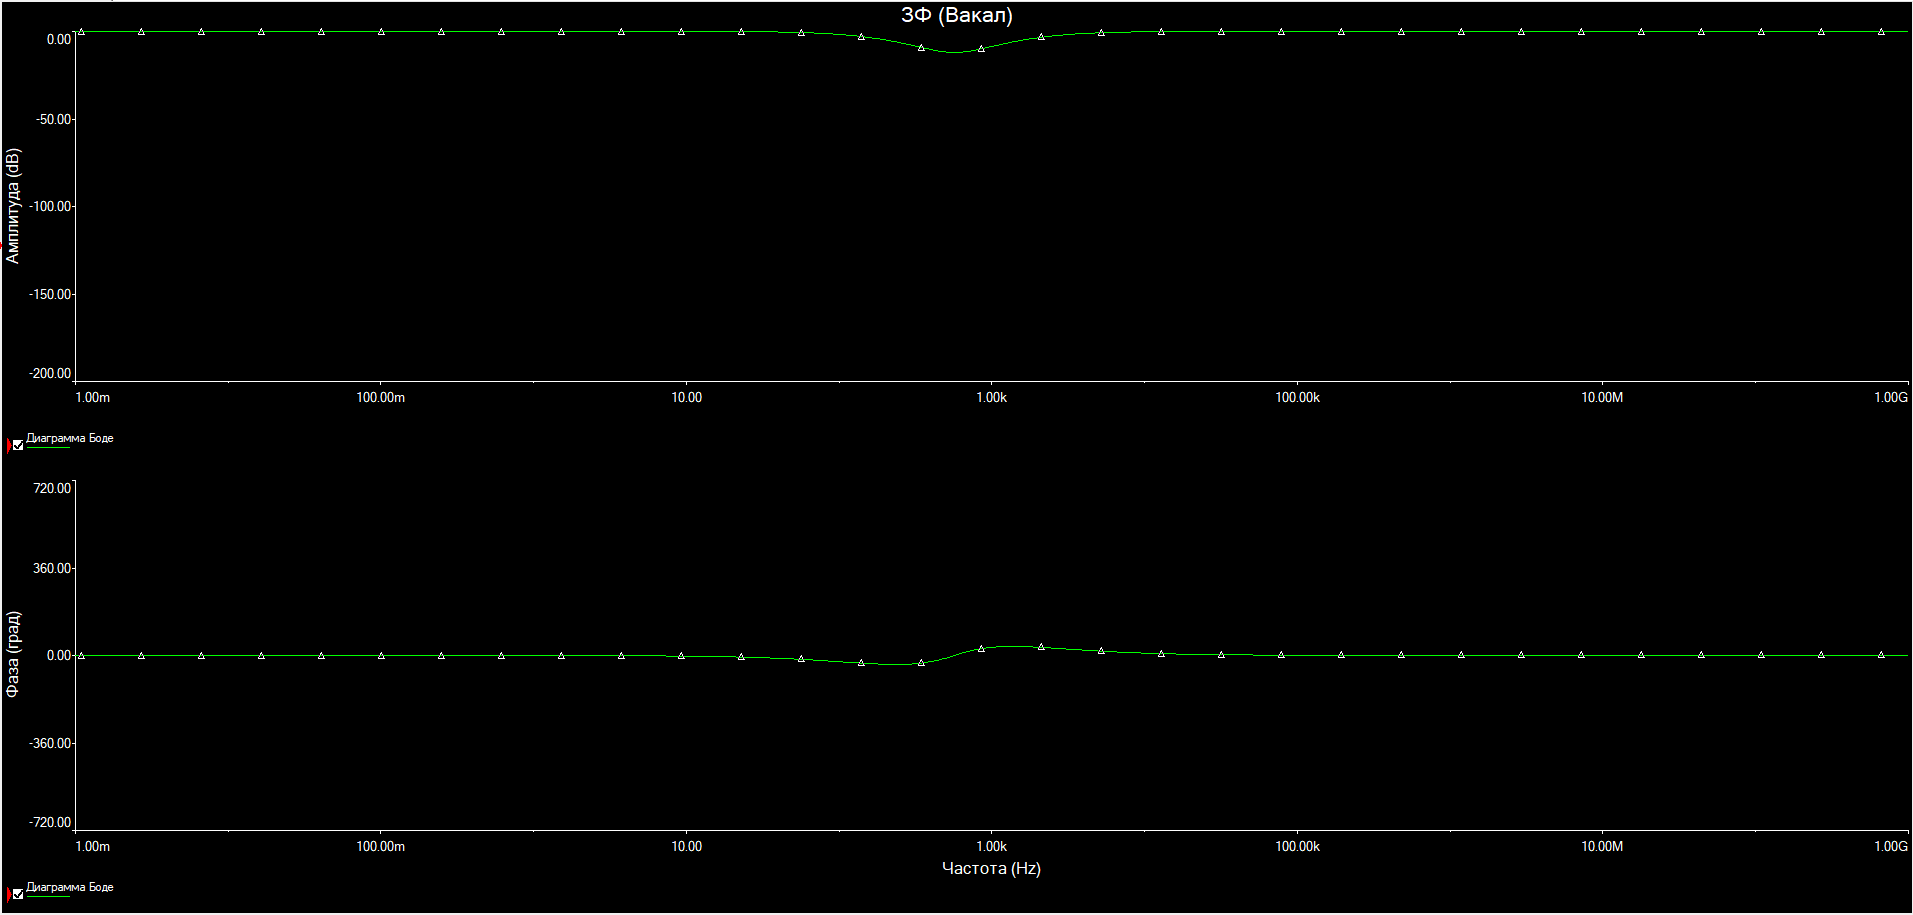 ЗФ (Вакал)
0.00
-50.00
-100.00
-150.00
-200.00
Амплитуда (dB)
1.00m 100.00m 10.00 1.00k 100.00k 10.00M 1.00G
Диаграмма Боде
720.00
360.00
0.00
-360.00
-720.00
Фаза (град)
1.00m 100.00m 10.00 1.00k 100.00k 10.00M 1.00G
Частота (Hz)
Диаграмма Боде